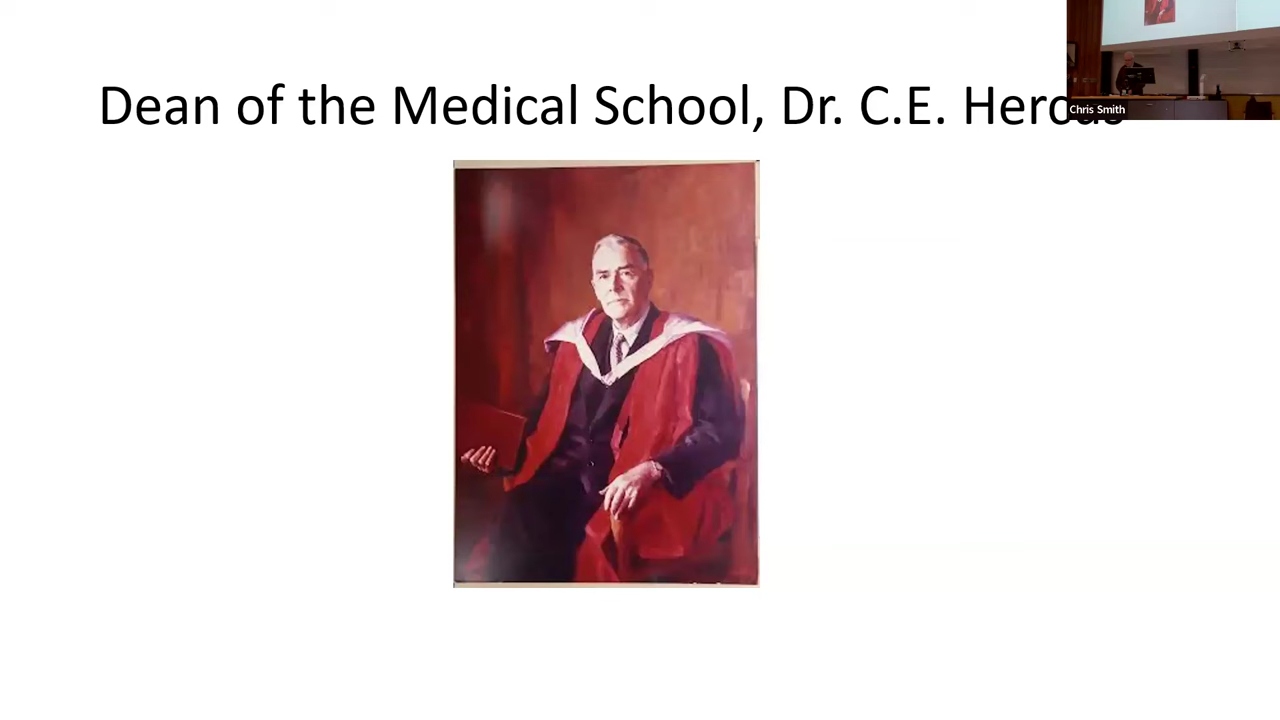 Dean of the Medical School, Dr. C.E.
Chris Smith